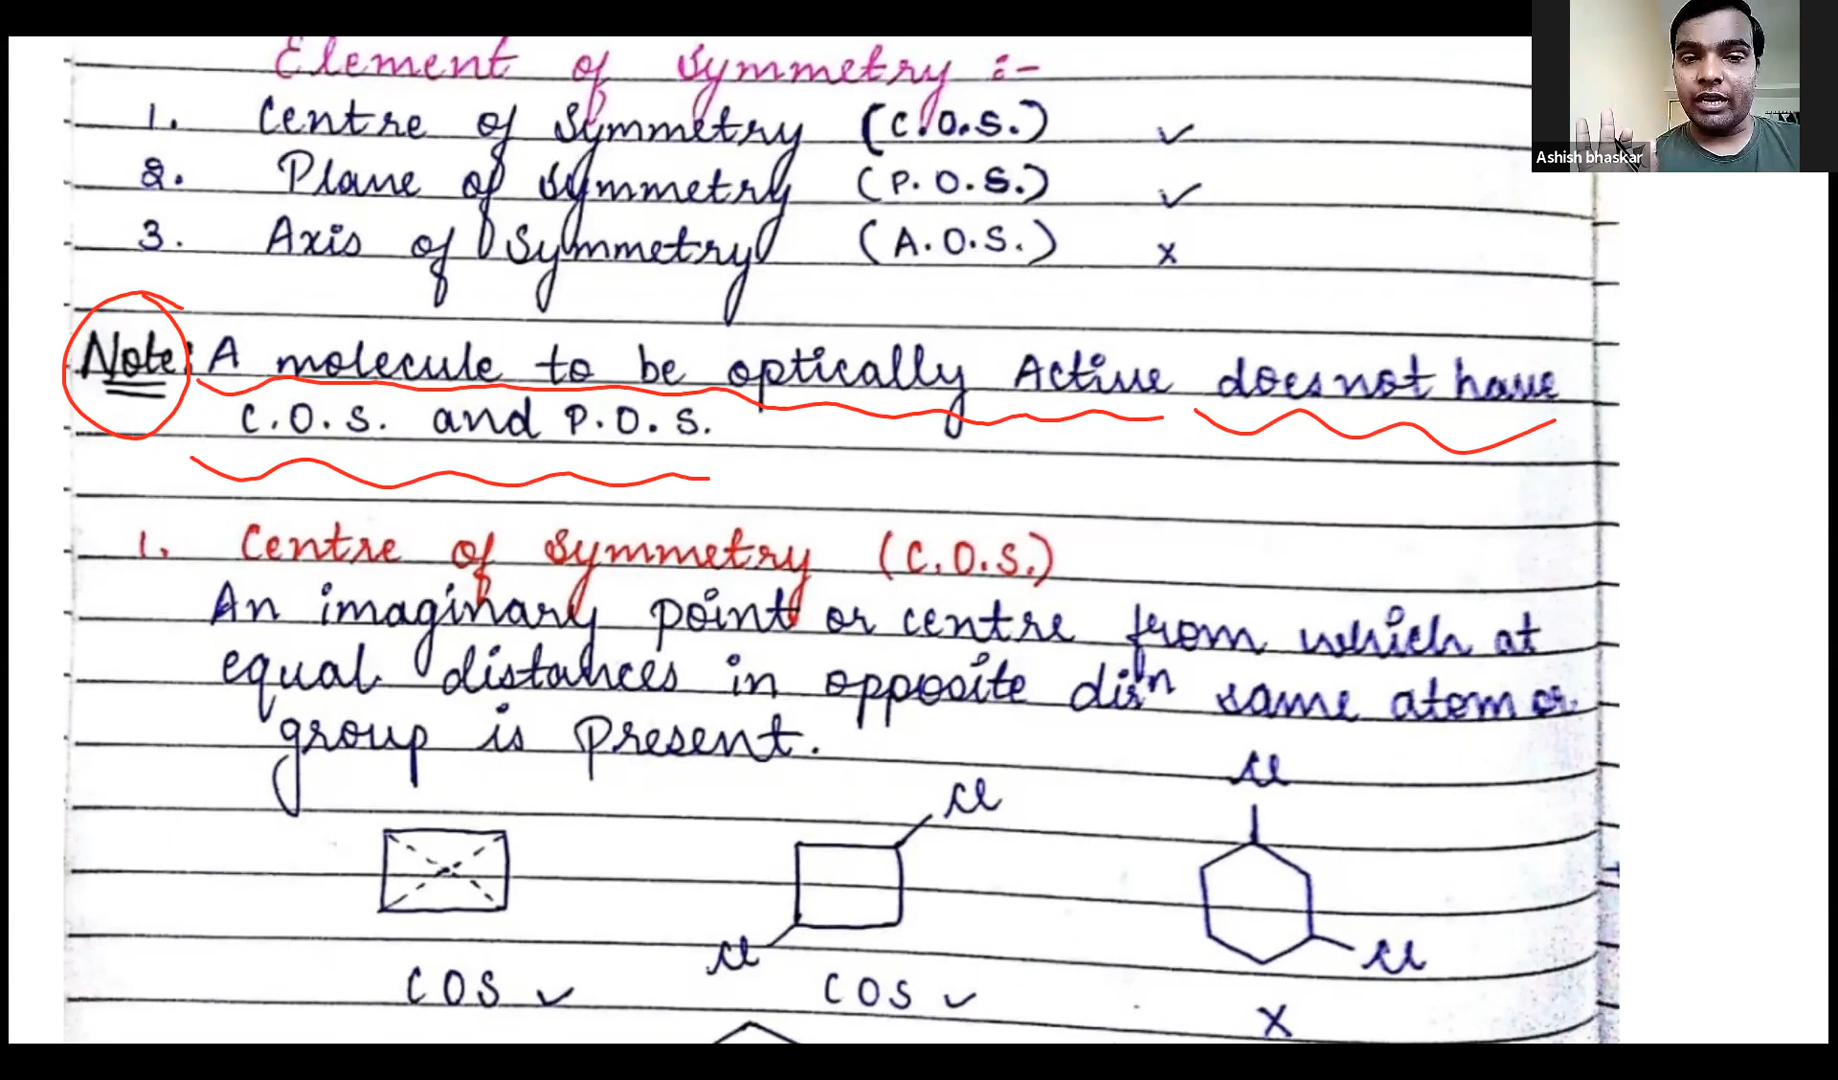 Element of Symmetry :-
1. Centre of Symmetry (C.O.S.) ✓
2. Plane of Symmetry (P.O.S.) ✓
3. Axis of Symmetry (A.O.S.) x
Ashish bhaskar
Note: A molecule to be optically Active does not have
C.O.S. and P.O.S.
1. Centre of Symmetry (C.O.S.)
An imaginary point or centre from which at
equal distances in opposite dirn same atom or
group is present.
Cl
Cl
Cl
Cl
COS ✓
COS ✓
X